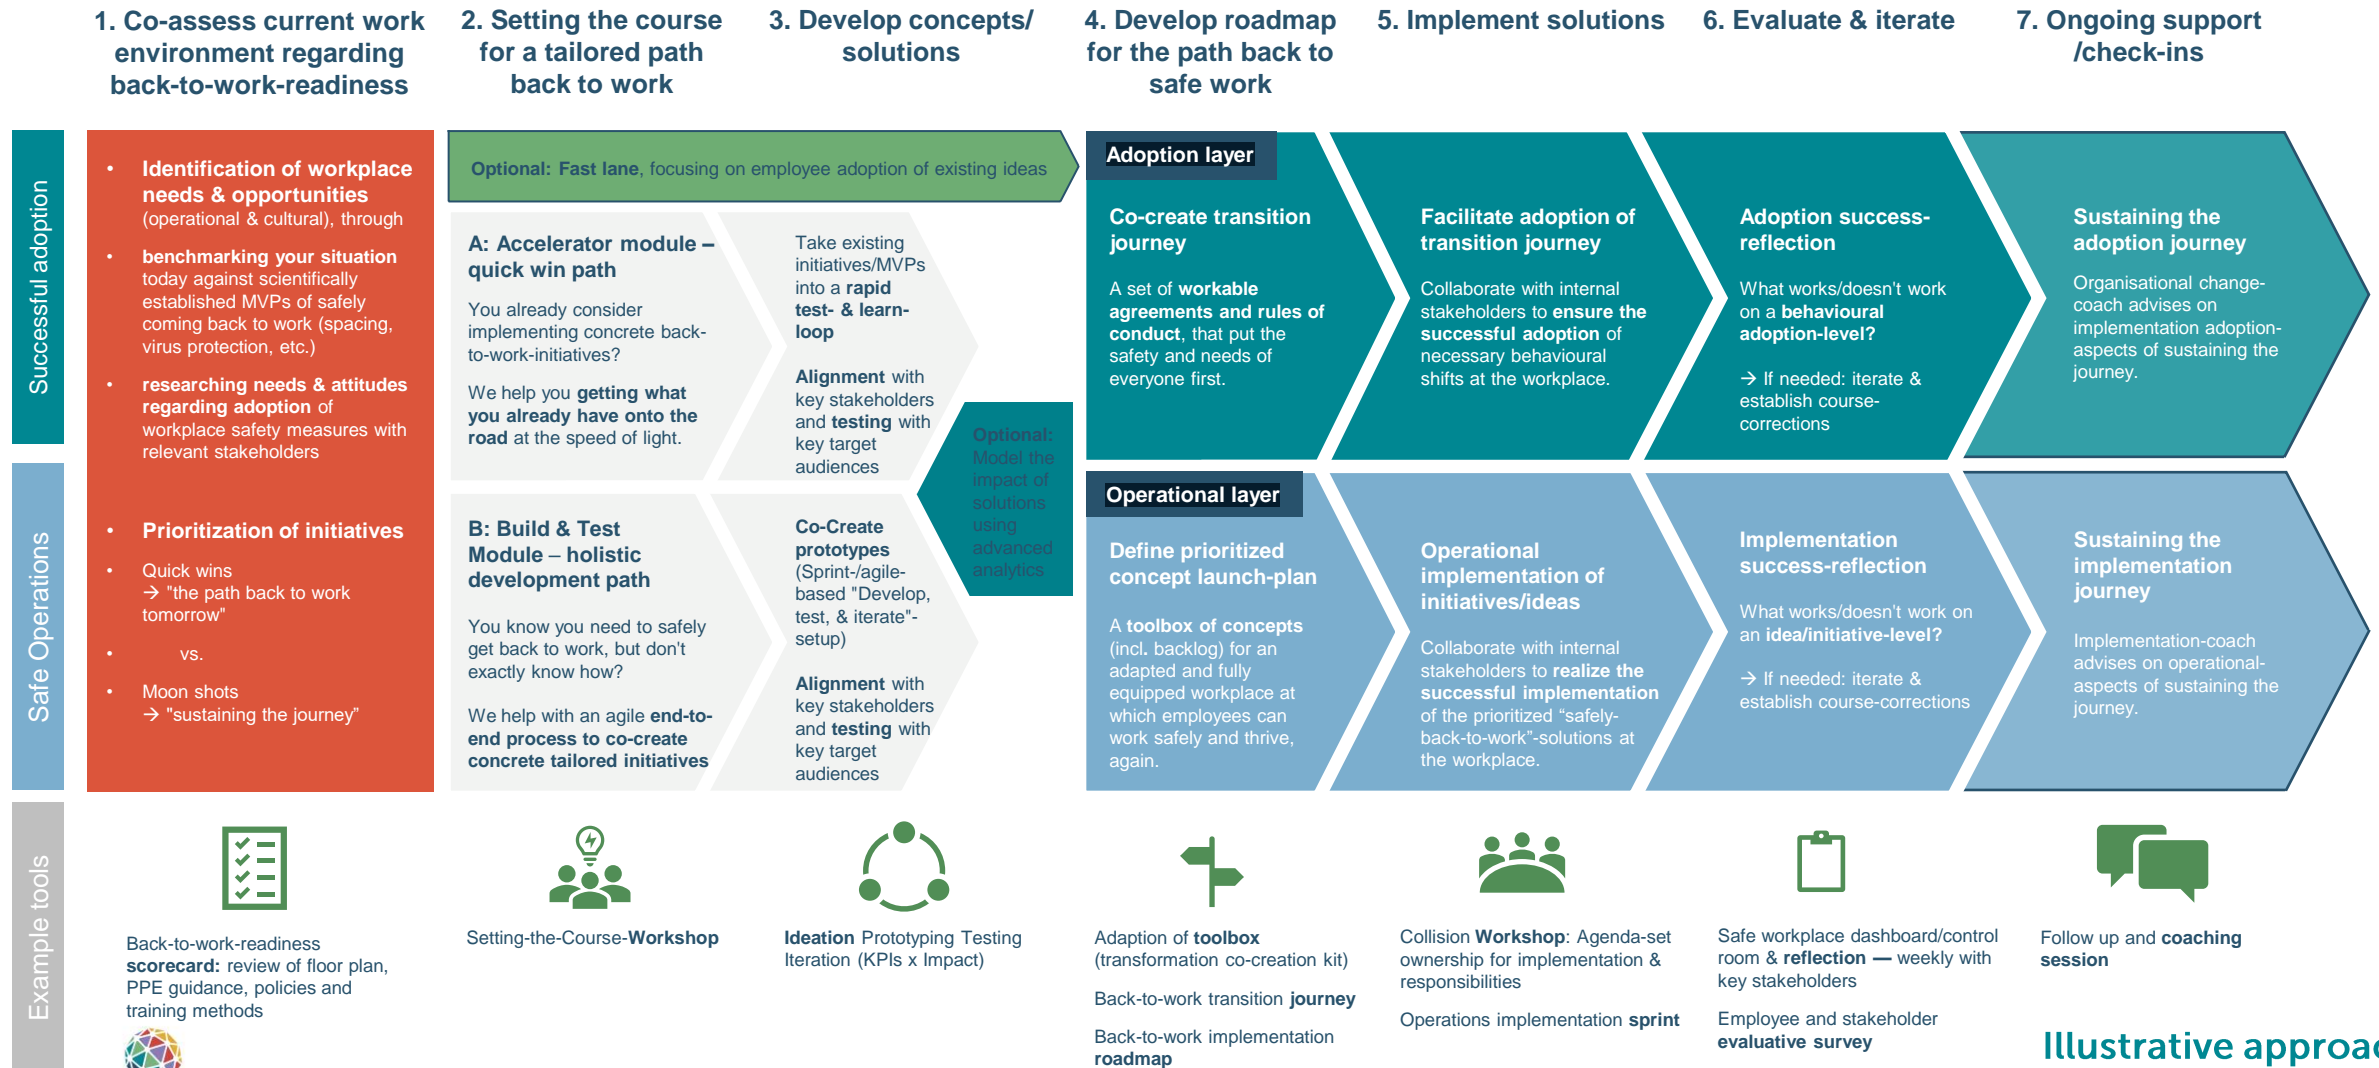 1. Co-assess current work
environment regarding
back-to-work-readiness
2. Setting the course
for a tailored path
back to work
3. Develop concepts/
solutions
4. Develop roadmap
for the path back to
safe work
5. Implement solutions
6. Evaluate & iterate
7. Ongoing support
/check-ins
Successful adoption
Safe Operations
Example tools
• Identification of workplace
needs & opportunities
(operational & cultural), through
• benchmarking your situation
today against scientifically
established MVPs of safely
coming back to work (spacing,
virus protection, etc.)
• researching needs & attitudes
regarding adoption of
workplace safety measures with
relevant stakeholders
• Prioritization of initiatives
• Quick wins
→ "the path back to work
tomorrow"
• vs.
• Moon shots
→ "sustaining the journey”
Optional: Fast lane, focusing on employee adoption of existing ideas
A: Accelerator module –
quick win path
You already consider
implementing concrete back-
to-work-initiatives?
We help you getting what
you already have onto the
road at the speed of light.
Take existing
initiatives/MVPs
into a rapid
test- & learn-
loop
Alignment with
key stakeholders
and testing with
key target
audiences
B: Build & Test
Module – holistic
development path
You know you need to safely
get back to work, but don't
exactly know how?
We help with an agile end-to-
end process to co-create
concrete tailored initiatives
Co-Create
prototypes
(Sprint-/agile-
based "Develop,
test, & iterate"-
setup)
Alignment with
key stakeholders
and testing with
key target
audiences
Optional:
Model the
impact of
solutions
using
advanced
analytics
Adoption layer
Co-create transition
journey
A set of workable
agreements and rules of
conduct, that put the
safety and needs of
everyone first.
Facilitate adoption of
transition journey
Collaborate with internal
stakeholders to ensure the
successful adoption of
necessary behavioural
shifts at the workplace.
Adoption success-
reflection
What works/doesn't work
on a behavioural
adoption-level?
→ If needed: iterate &
establish course-
corrections
Sustaining the
adoption journey
Organisational change-
coach advises on
implementation adoption-
aspects of sustaining the
journey.
Operational layer
Define prioritized
concept launch-plan
A toolbox of concepts
(incl. backlog) for an
adapted and fully
equipped workplace at
which employees can
work safely and thrive,
again.
Operational
implementation of
initiatives/ideas
Collaborate with internal
stakeholders to realize the
successful implementation
of the prioritized “safely-
back-to-work”-solutions at
the workplace.
Implementation
success-reflection
What works/doesn't work on
an idea/initiative-level?
→ If needed: iterate &
establish course-corrections
Sustaining the
implementation
journey
Implementation-coach
advises on operational-
aspects of sustaining the
journey.
Back-to-work-readiness
scorecard: review of floor plan,
PPE guidance, policies and
training methods
Setting-the-Course-Workshop
Ideation Prototyping Testing
Iteration (KPIs x Impact)
Adaption of toolbox
(transformation co-creation kit)
Back-to-work transition journey
Back-to-work implementation
roadmap
Collision Workshop: Agenda-set
ownership for implementation &
responsibilities
Operations implementation sprint
Safe workplace dashboard/control
room & reflection — weekly with
key stakeholders
Employee and stakeholder
evaluative survey
Follow up and coaching
session
Illustrative approac